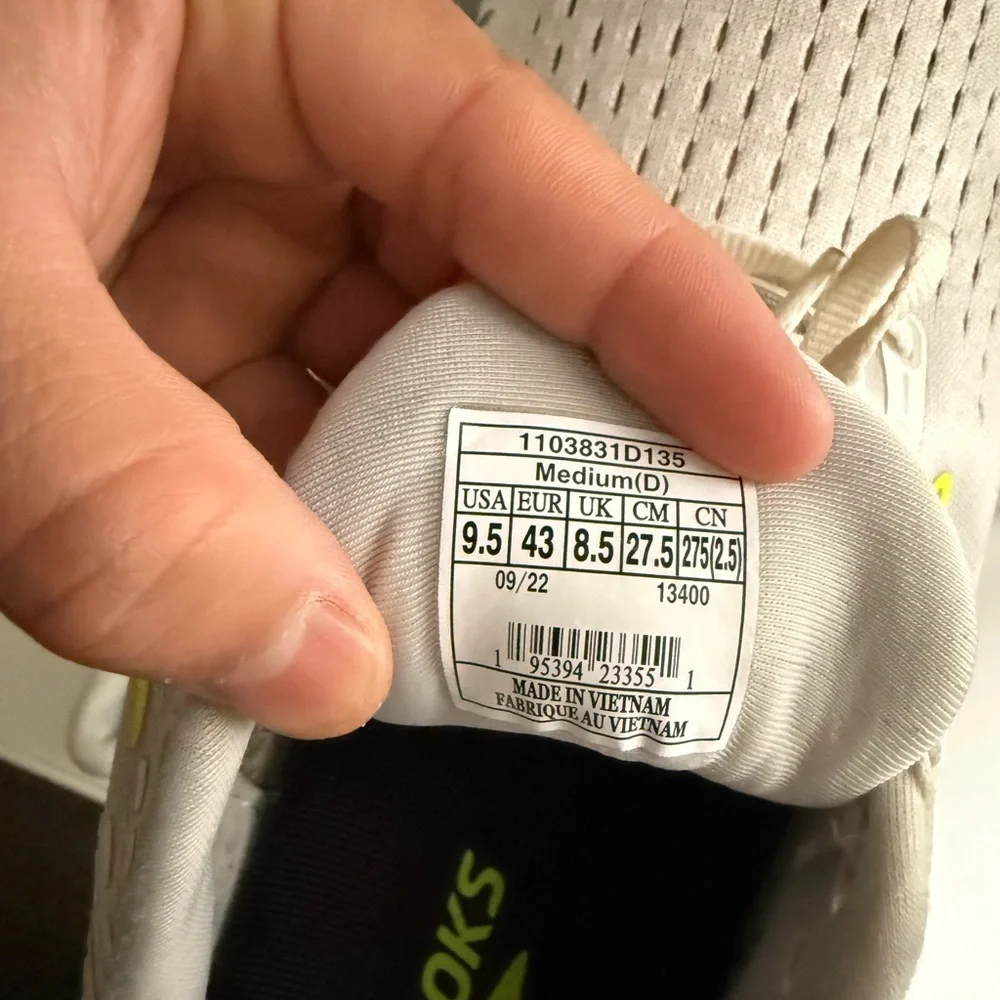 1103831D135
Medium(D)
USA EUR UK CM CN
9.5 43 8.5 27.5 275(2.5)
09/22 13400
1 95394 23355 1
MADE IN VIETNAM
FABRIQUE AU VIETNAM
OKS